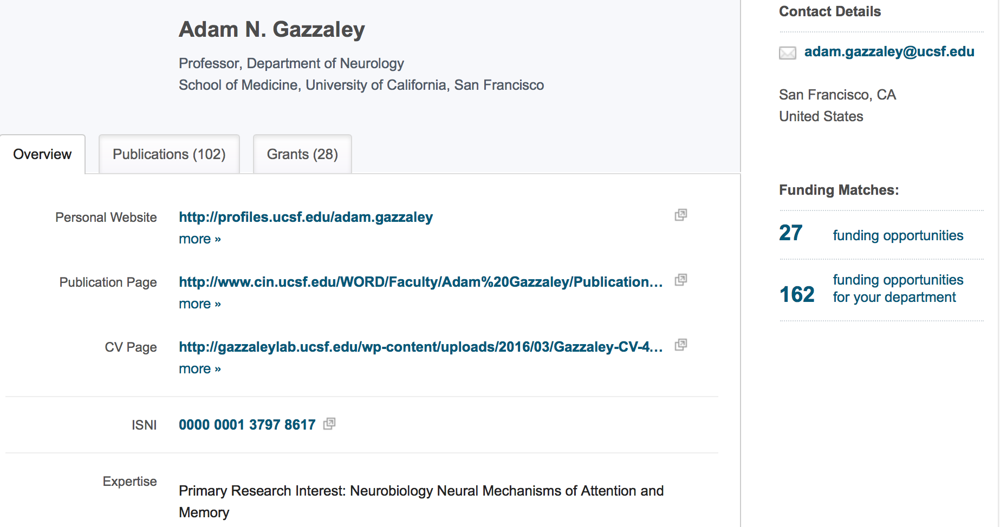 Adam N. Gazzaley
Professor, Department of Neurology
School of Medicine, University of California, San Francisco
Overview
Publications (102)
Grants (28)
Personal Website
http://profiles.ucsf.edu/adam.gazzaley
more »
Publication Page
http://www.cin.ucsf.edu/WORD/Faculty/Adam%20Gazzaley/Publication...
more »
CV Page
http://gazzaleylab.ucsf.edu/wp-content/uploads/2016/03/Gazzaley-CV-4...
more »
ISNI
0000 0001 3797 8617
Expertise
Primary Research Interest: Neurobiology Neural Mechanisms of Attention and
Memory
Contact Details
adam.gazzaley@ucsf.edu
San Francisco, CA
United States
Funding Matches:
27 funding opportunities
162 funding opportunities
for your department